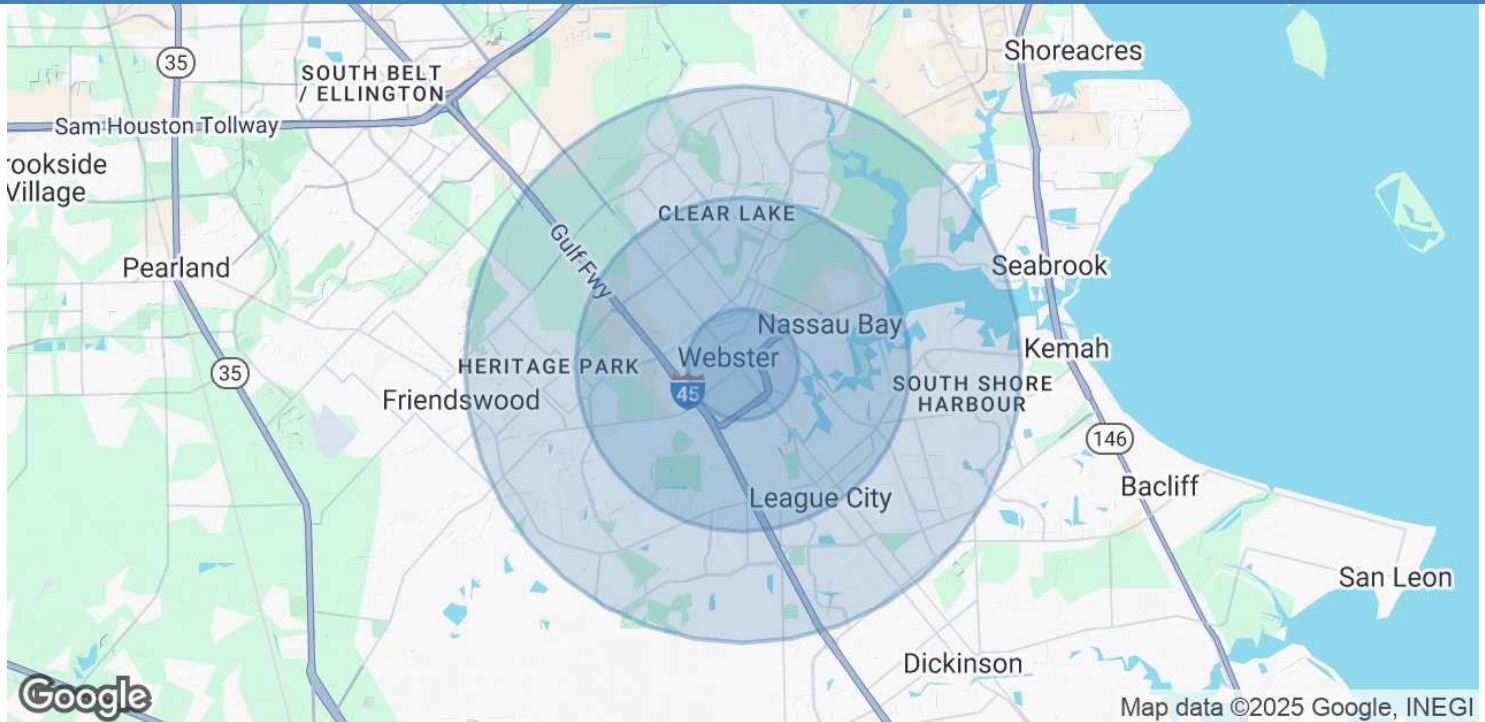 Shoreacres
35
SOUTH BELT
/ ELLINGTON
Sam Houston Tollway
rookside
Village
CLEAR LAKE
Gulf Fwy
Pearland
Seabrook
Nassau Bay
Webster
Kemah
HERITAGE PARK
35
45
SOUTH SHORE
HARBOUR
Friendswood
146
Bacliff
League City
San Leon
Dickinson
Google
Map data ©2025 Google, INEGI